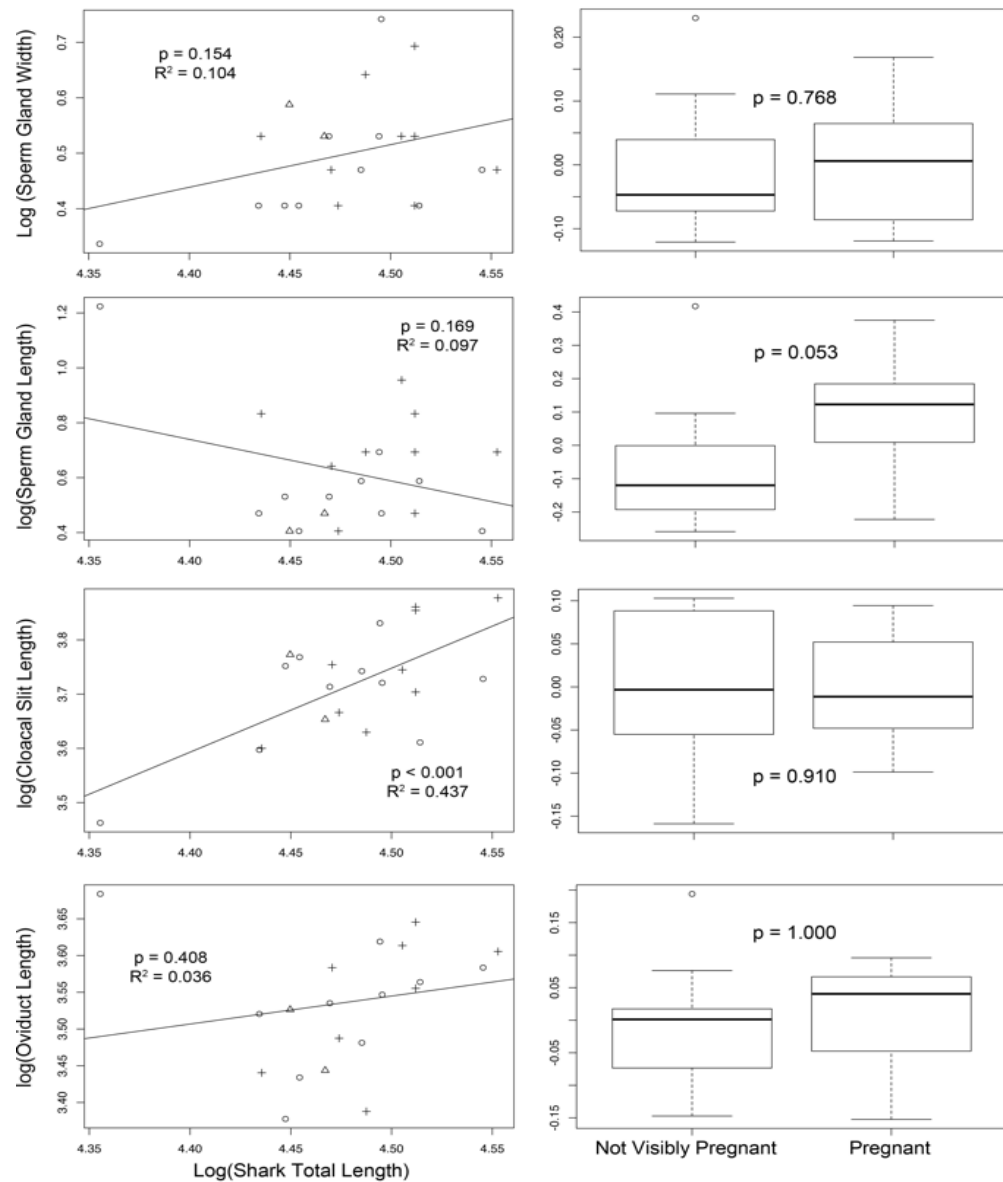 Log (Sperm Gland Width)
0.7
0.6
0.5
0.4
p = 0.154
R² = 0.104
4.35 4.40 4.45 4.50 4.55
0.20
0.10
0.00
-0.10
p = 0.768
log(Sperm Gland Length)
1.2
1.0
0.8
0.6
0.4
p = 0.169
R² = 0.097
4.35 4.40 4.45 4.50 4.55
0.4
0.3
0.2
0.1
0.0
-0.1
-0.2
p = 0.053
log(Cloacal Slit Length)
3.8
3.7
3.6
3.5
p < 0.001
R² = 0.437
4.35 4.40 4.45 4.50 4.55
0.10
0.05
0.00
-0.05
-0.10
-0.15
p = 0.910
log(Oviduct Length)
3.65
3.60
3.55
3.50
3.45
3.40
p = 0.408
R² = 0.036
4.35 4.40 4.45 4.50 4.55
Log(Shark Total Length)
0.15
0.05
-0.05
-0.15
p = 1.000
Not Visibly Pregnant Pregnant